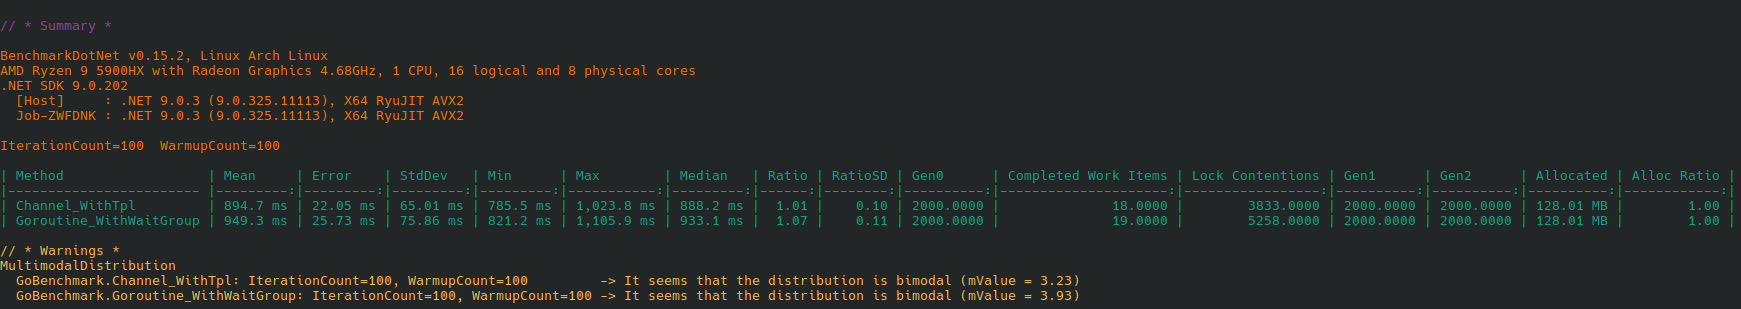 // * Summary *
BenchmarkDotNet v0.15.2, Linux Arch Linux
AMD Ryzen 9 5900HX with Radeon Graphics 4.68GHz, 1 CPU, 16 logical and 8 physical cores
.NET SDK 9.0.202
  [Host]     : .NET 9.0.3 (9.0.325.11113), X64 RyuJIT AVX2
  Job-ZWFDNK : .NET 9.0.3 (9.0.325.11113), X64 RyuJIT AVX2
IterationCount=100  WarmupCount=100
| Method                  | Mean     | Error    | StdDev   | Min      | Max        | Median   | Ratio | RatioSD | Gen0      | Completed Work Items | Lock Contentions | Gen1      | Gen2      | Allocated | Alloc Ratio |
|------------------------ |---------:|---------:|---------:|---------:|-----------:|---------:|------:|--------:|----------:|---------------------:|-----------------:|----------:|----------:|----------:|------------:|
| Channel_WithTpl         | 894.7 ms | 22.05 ms | 65.01 ms | 785.5 ms | 1,023.8 ms | 888.2 ms |  1.01 |    0.10 | 2000.0000 |              18.0000 |        3833.0000 | 2000.0000 | 2000.0000 | 128.01 MB |        1.00 |
| Goroutine_WithWaitGroup | 949.3 ms | 25.73 ms | 75.86 ms | 821.2 ms | 1,105.9 ms | 933.1 ms |  1.07 |    0.11 | 2000.0000 |              19.0000 |        5258.0000 | 2000.0000 | 2000.0000 | 128.01 MB |        1.00 |
// * Warnings *
MultimodalDistribution
  GoBenchmark.Channel_WithTpl: IterationCount=100, WarmupCount=100         -> It seems that the distribution is bimodal (mValue = 3.23)
  GoBenchmark.Goroutine_WithWaitGroup: IterationCount=100, WarmupCount=100 -> It seems that the distribution is bimodal (mValue = 3.93)